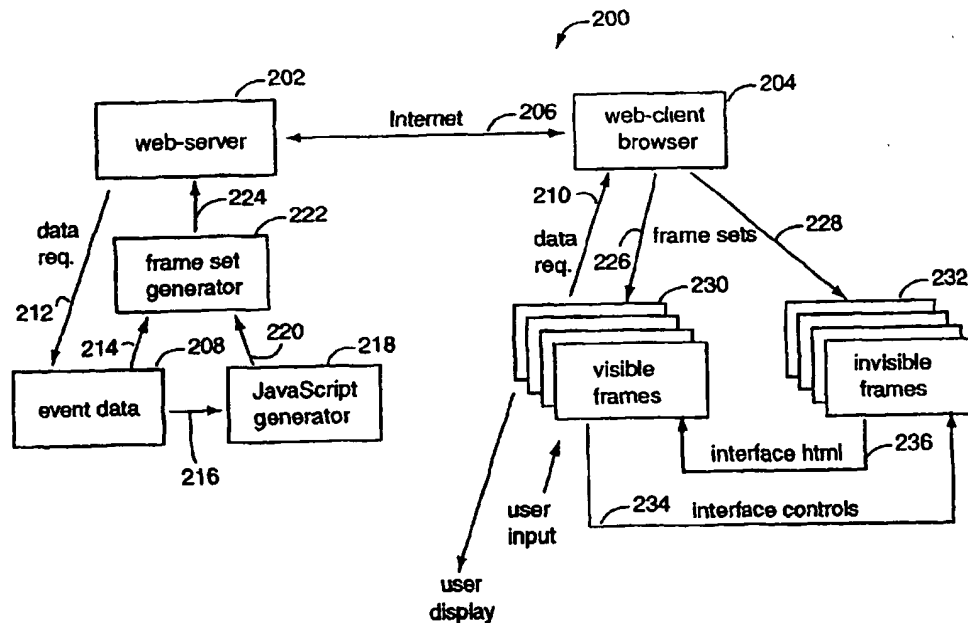 200
202
web-server
Internet
206
204
web-client
browser
data
req.
212
224
222
frame set
generator
210
data
req.
226
frame sets
228
214
208
220
218
230
232
event data
JavaScript
generator
216
visible
frames
invisible
frames
interface html
236
234
interface controls
user
input
user
display